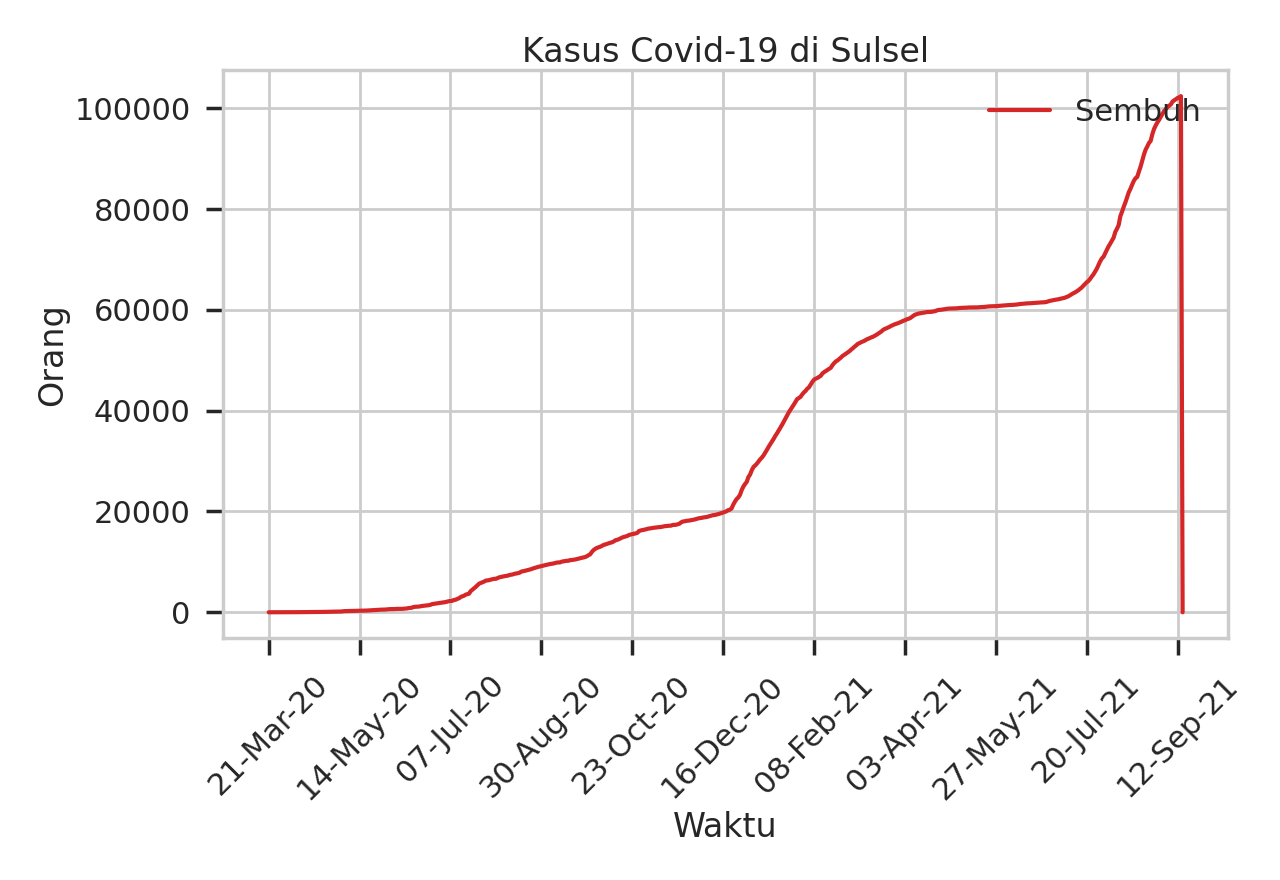 Kasus Covid-19 di Sulsel
Sembuh
Orang
100000
80000
60000
40000
20000
0
21-Mar-20
14-May-20
07-Jul-20
30-Aug-20
23-Oct-20
16-Dec-20
08-Feb-21
03-Apr-21
27-May-21
20-Jul-21
12-Sep-21
Waktu